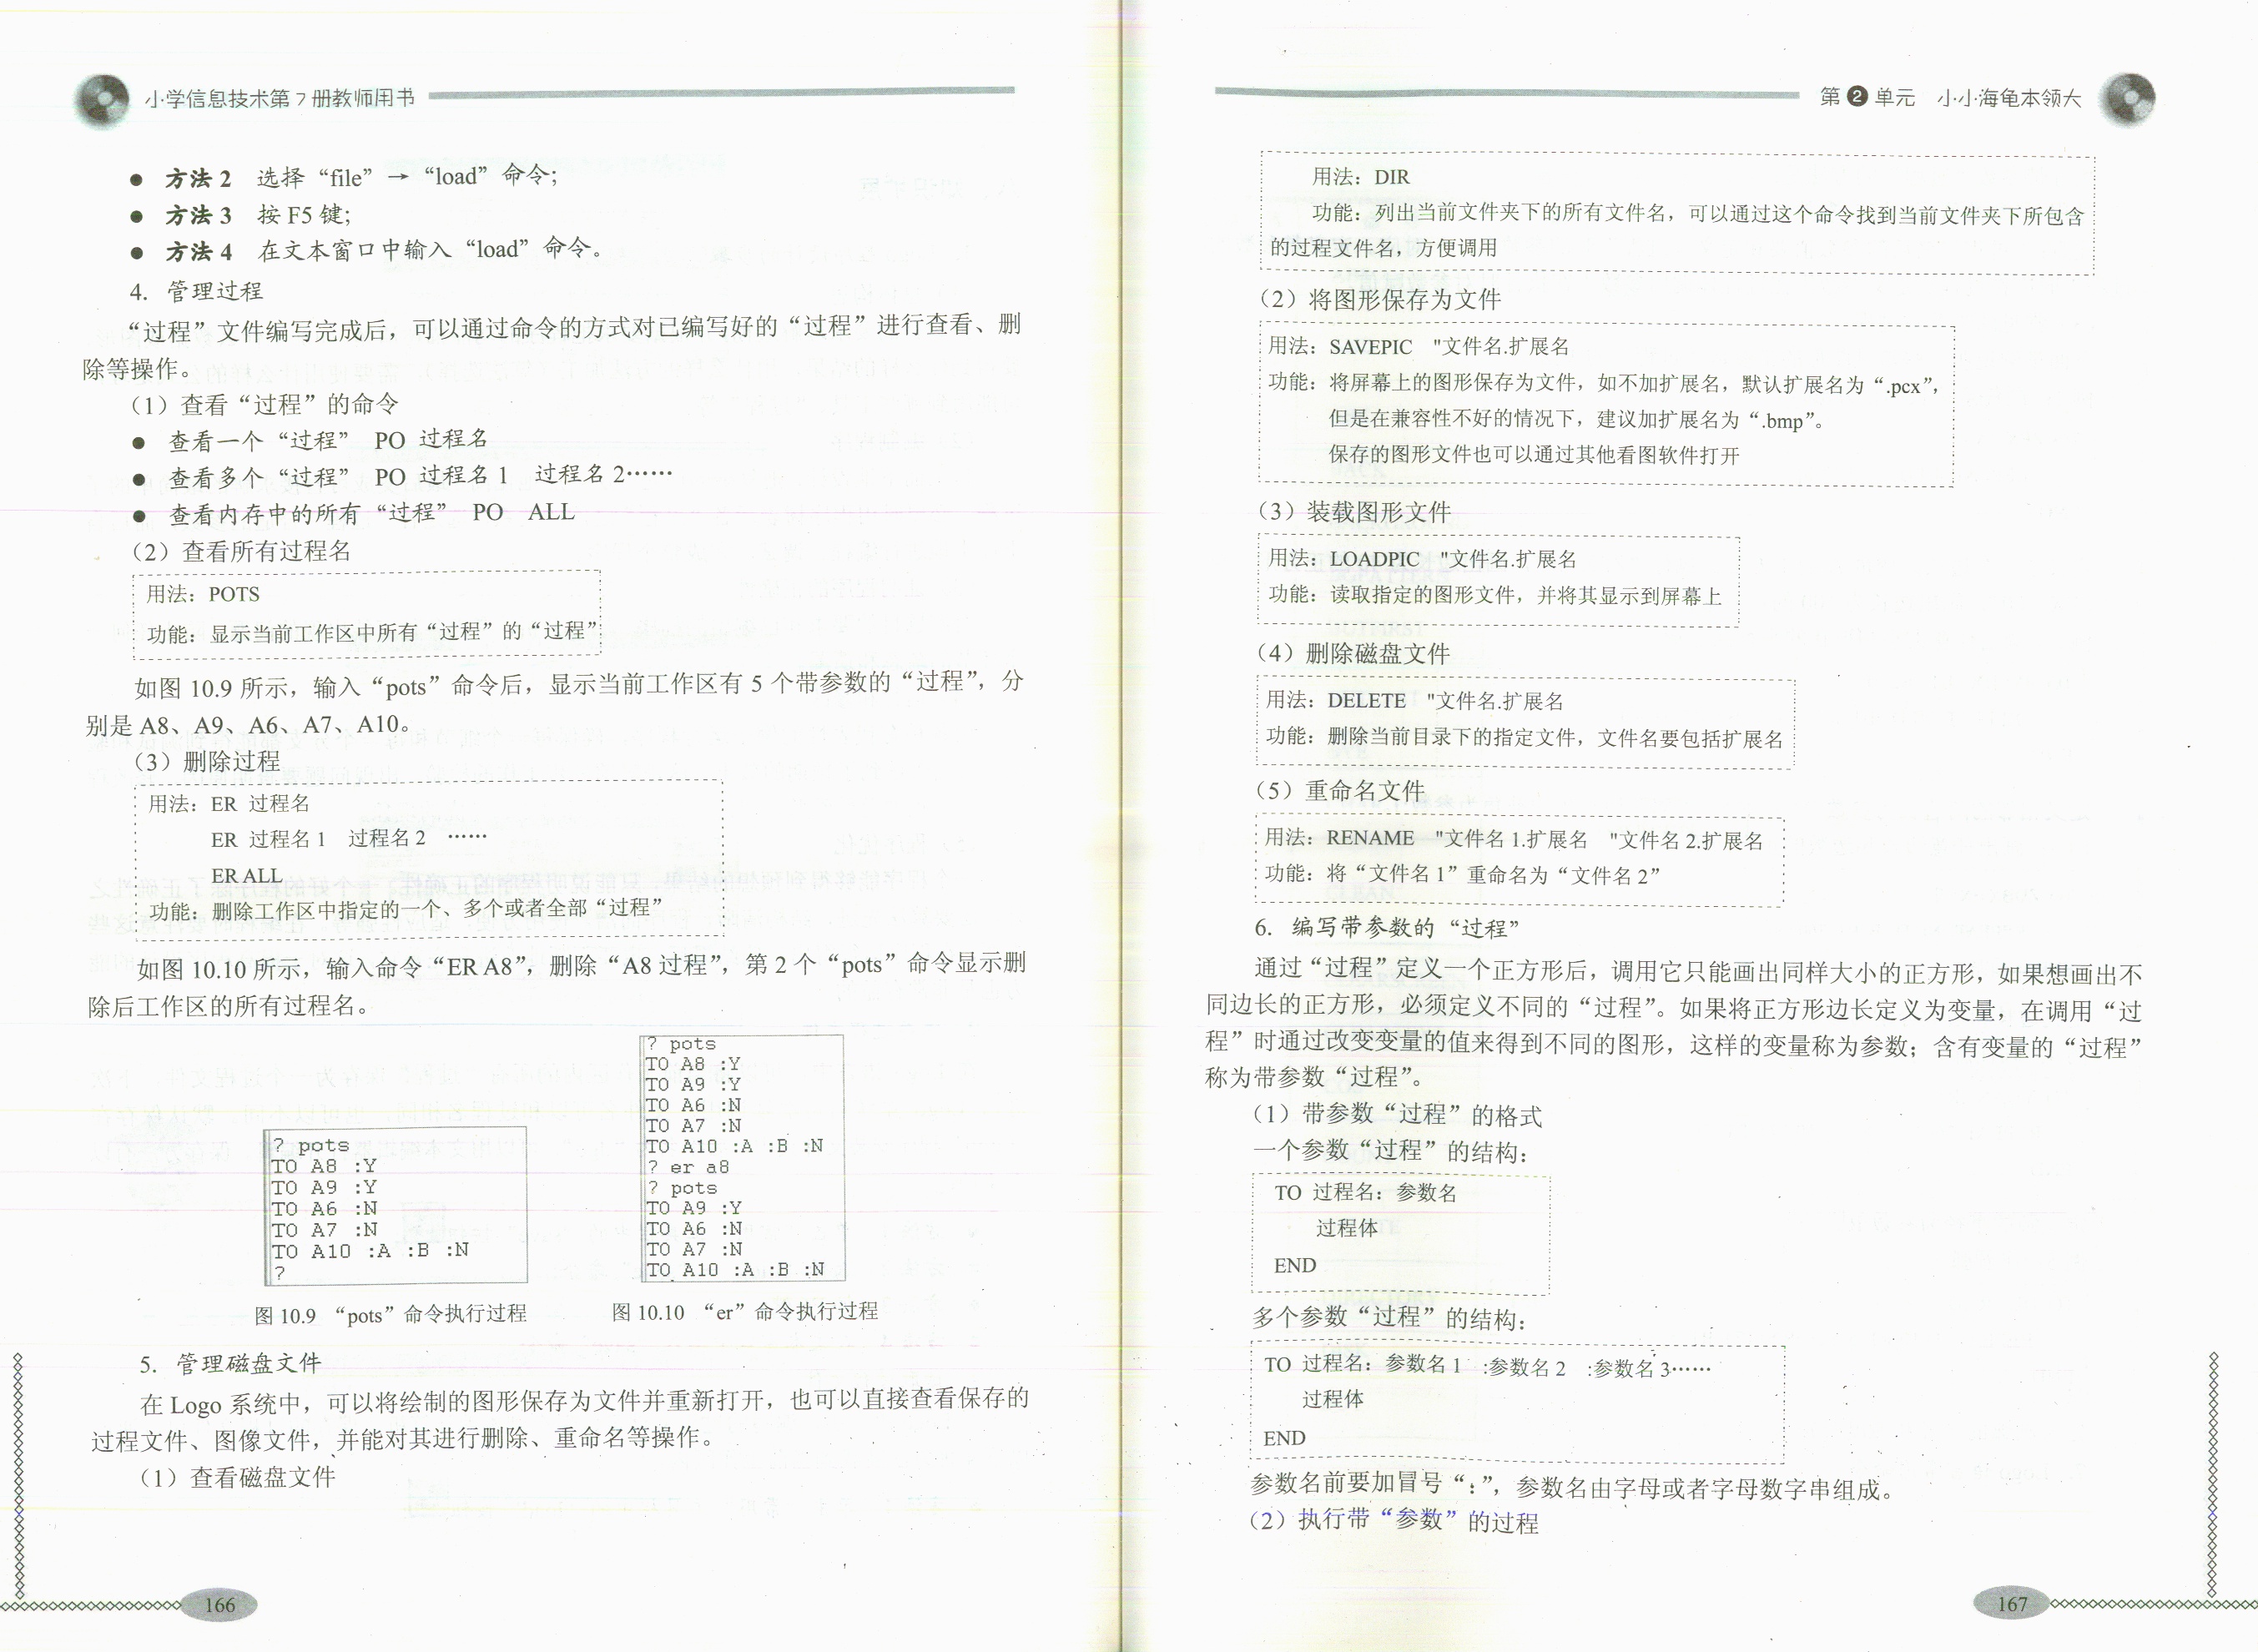 小学信息技术第7册教师用书
● 方法2 选择“file”→“load”命令;
● 方法3 按F5键;
● 方法4 在文本窗口中输入“load”命令。
4. 管理过程
“过程”文件编写完成后，可以通过命令的方式对已编写好的“过程”进行查看、删
除等操作。
（1）查看“过程”的命令
● 查看一个“过程” PO 过程名
● 查看多个“过程” PO 过程名1 过程名2……
● 查看内存中的所有“过程” PO ALL
（2）查看所有过程名
用法：POTS
功能：显示当前工作区中所有“过程”的“过程”
如图10.9所示，输入“pots”命令后，显示当前工作区有5个带参数的“过程”，分
别是A8、A9、A6、A7、A10。
（3）删除过程
用法：ER 过程名
ER 过程名1 过程名2 ……
ER ALL
功能：删除工作区中指定的一个、多个或者全部“过程”
如图10.10所示，输入命令“ER A8”，删除“A8过程”，第2个“pots”命令显示删
除后工作区的所有过程名。
? pots
TO A8 :Y
TO A9 :Y
TO A6 :N
TO A7 :N
TO A10 :A :B :N
?
图10.9 “pots”命令执行过程
? pots
TO A8 :Y
TO A9 :Y
TO A6 :N
TO A7 :N
TO A10 :A :B :N
? er a8
? pots
TO A9 :Y
TO A6 :N
TO A7 :N
TO A10 :A :B :N
图10.10 “er”命令执行过程
5. 管理磁盘文件
在Logo系统中，可以将绘制的图形保存为文件并重新打开，也可以直接查看保存的
过程文件、图像文件，并能对其进行删除、重命名等操作。
（1）查看磁盘文件
166
第2单元 小小海龟本领大
用法：DIR
功能：列出当前文件夹下的所有文件名，可以通过这个命令找到当前文件夹下所包含
的过程文件名，方便调用
（2）将图形保存为文件
用法：SAVEPIC "文件名.扩展名
功能：将屏幕上的图形保存为文件，如不加扩展名，默认扩展名为“.pcx”，
但是在兼容性不好的情况下，建议加扩展名为“.bmp”。
保存的图形文件也可以通过其他看图软件打开
（3）装载图形文件
用法：LOADPIC "文件名.扩展名
功能：读取指定的图形文件，并将其显示到屏幕上
（4）删除磁盘文件
用法：DELETE "文件名.扩展名
功能：删除当前目录下的指定文件，文件名要包括扩展名
（5）重命名文件
用法：RENAME "文件名1.扩展名 "文件名2.扩展名
功能：将“文件名1”重命名为“文件名2”
6. 编写带参数的“过程”
通过“过程”定义一个正方形后，调用它只能画出同样大小的正方形，如果想画出不
同边长的正方形，必须定义不同的“过程”。如果将正方形边长定义为变量，在调用“过
程”时通过改变变量的值来得到不同的图形，这样的变量称为参数；含有变量的“过程”
称为带参数“过程”。
（1）带参数“过程”的格式
一个参数“过程”的结构：
TO 过程名：参数名
过程体
END
多个参数“过程”的结构：
TO 过程名：参数名1 :参数名2 :参数名3……
过程体
END
参数名前要加冒号“：”，参数名由字母或者字母数字串组成。
（2）执行带“参数”的过程
167